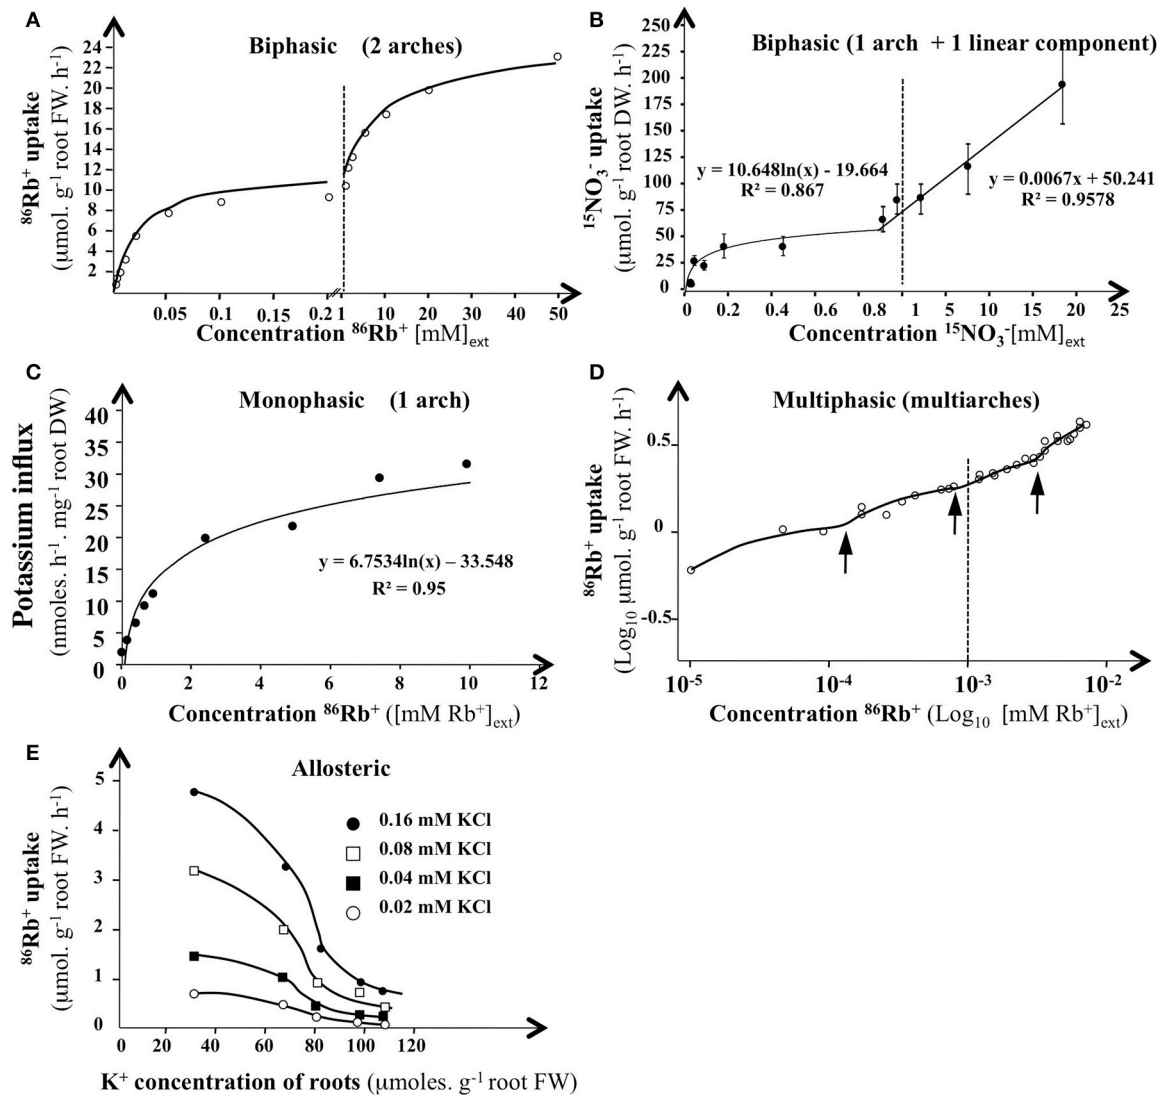 A
Biphasic (2 arches)
⁸⁶Rb⁺ uptake
(μmol. g⁻¹ root FW. h⁻¹)
24
22
20
18
16
14
12
10
8
6
4
2
0.05 0.1 0.15 0.2 1 10 20 30 40 50
Concentration ⁸⁶Rb⁺ [mM]ext
B
Biphasic (1 arch + 1 linear component)
¹⁵NO₃⁻ uptake
(μmol. g⁻¹ root DW. h⁻¹)
250
225
200
175
150
125
100
75
50
25
0
y = 10.648ln(x) - 19.664
R² = 0.867
y = 0.0067x + 50.241
R² = 0.9578
0 0.2 0.4 0.6 0.8 1 5 10 15 20 25
Concentration ¹⁵NO₃⁻[mM]ext
C
Monophasic (1 arch)
Potassium influx
(nmoles. h⁻¹. mg⁻¹ root DW)
40
35
30
25
20
15
10
5
0
y = 6.7534ln(x) – 33.548
R² = 0.95
0 2 4 6 8 10 12
Concentration ⁸⁶Rb⁺ ([mM Rb⁺]ext)
D
Multiphasic (multiarches)
⁸⁶Rb⁺ uptake
(Log₁₀ μmol. g⁻¹ root FW. h⁻¹)
0.5
0
-0.5
10⁻⁵ 10⁻⁴ 10⁻³ 10⁻²
Concentration ⁸⁶Rb⁺ (Log₁₀ [mM Rb⁺]ext)
E
Allosteric
⁸⁶Rb⁺ uptake
(μmol. g⁻¹ root FW. h⁻¹)
5
4
3
2
1
0
0.16 mM KCl
0.08 mM KCl
0.04 mM KCl
0.02 mM KCl
0 20 40 60 80 100 120
K⁺ concentration of roots (μmoles. g⁻¹ root FW)